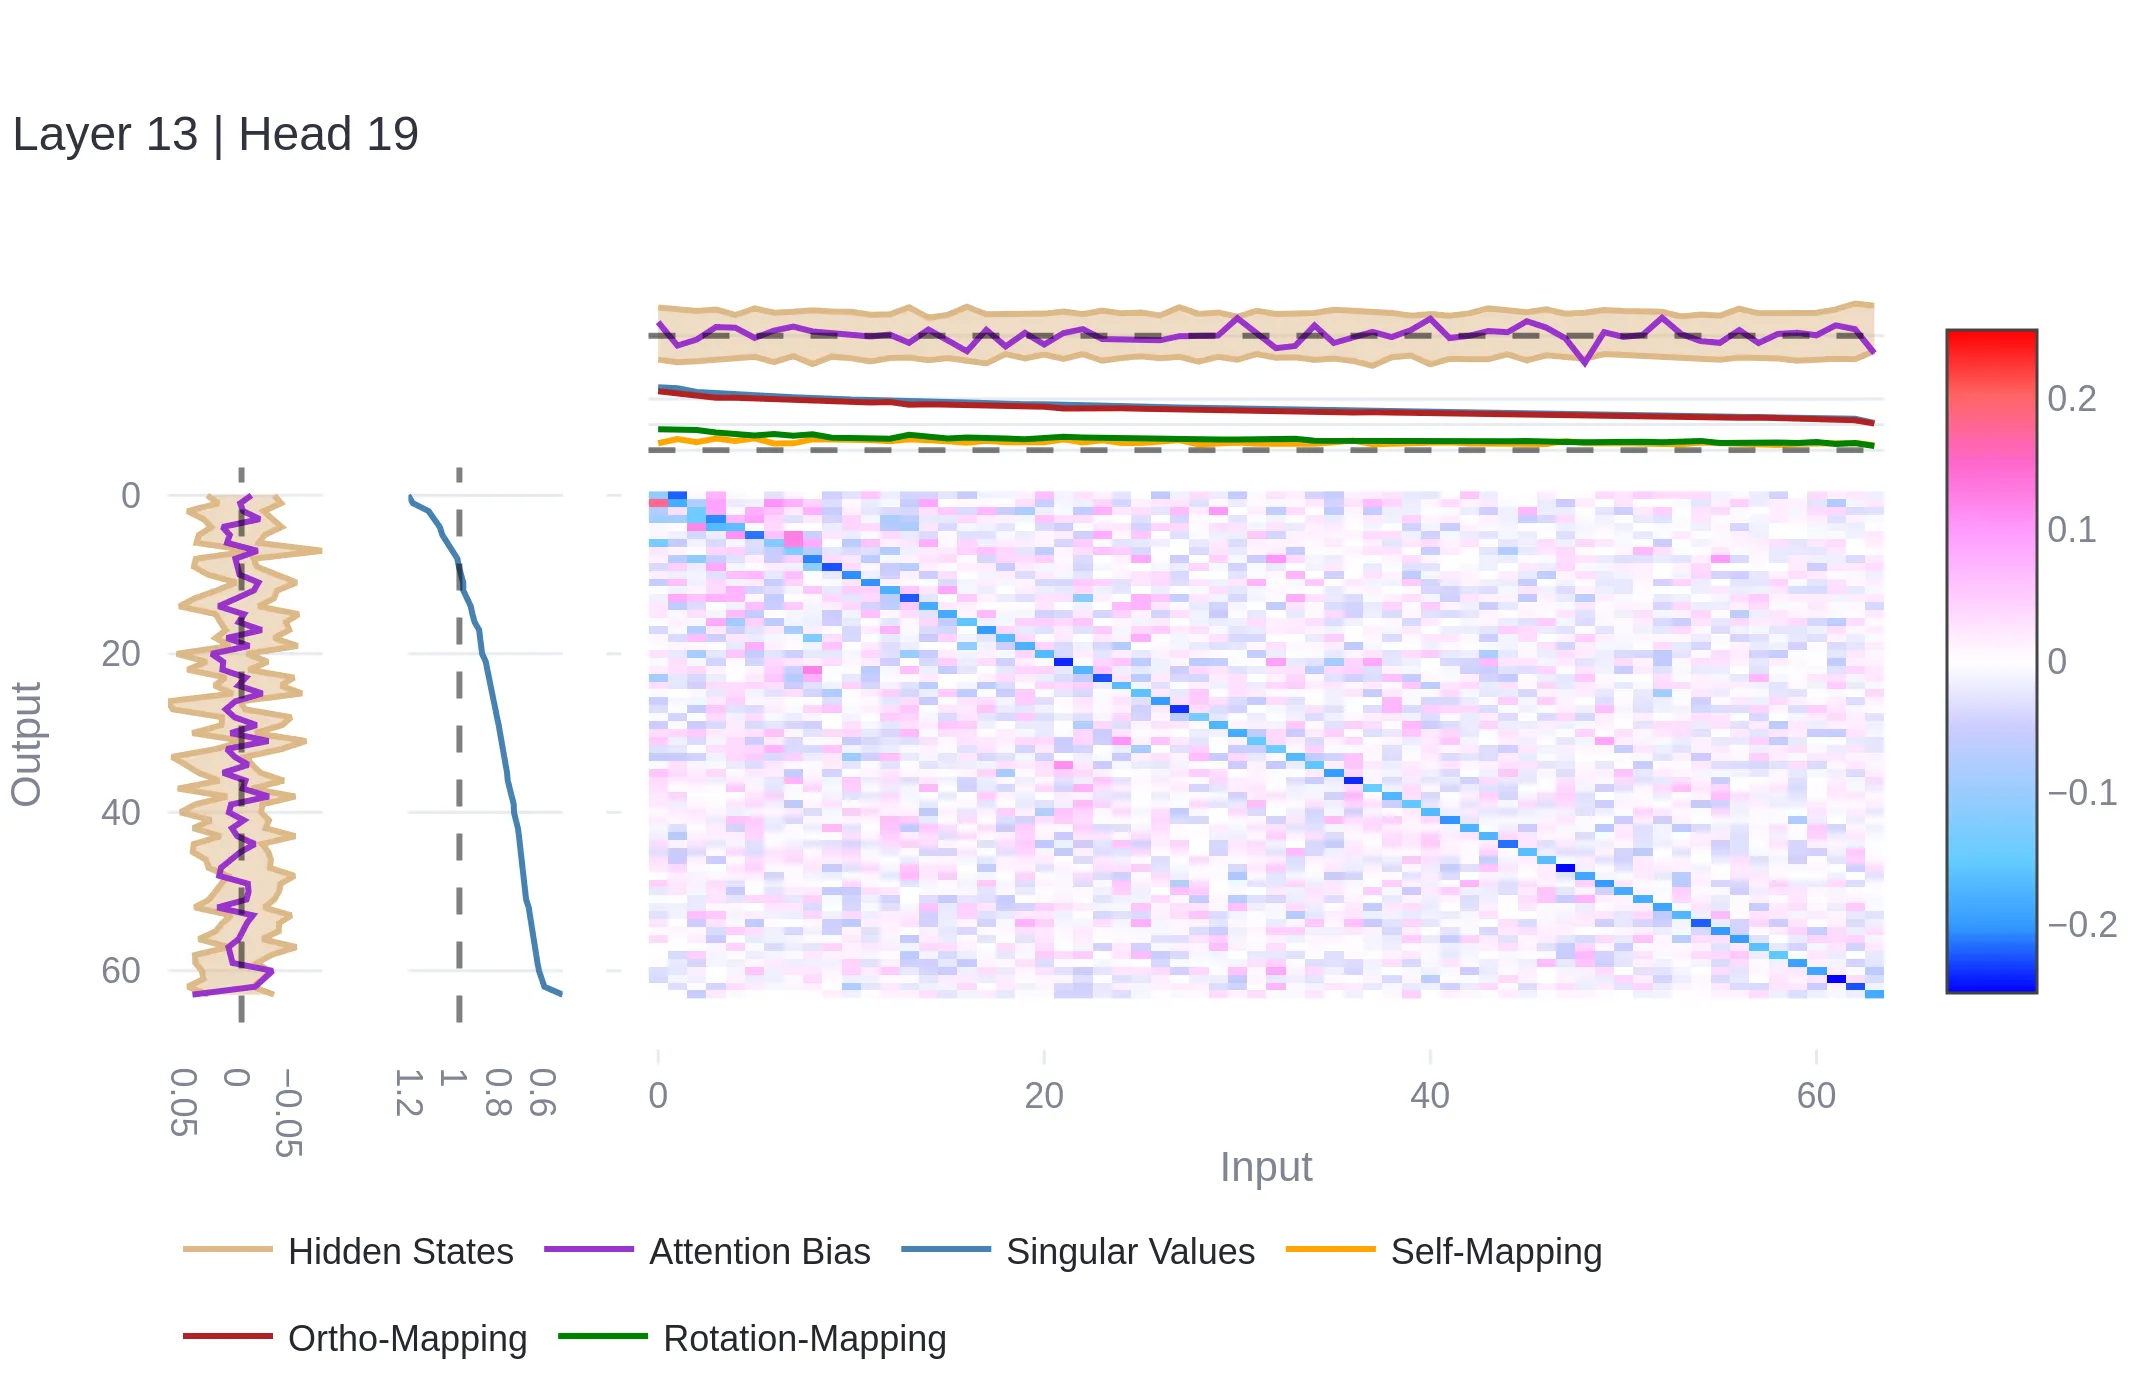 Layer 13 | Head 19
0
20
40
60
Output
0.05
0
−0.05
1.2
1
0.8
0.6
0
20
40
60
Input
0.2
0.1
0
−0.1
−0.2
Hidden States
Attention Bias
Singular Values
Self-Mapping
Ortho-Mapping
Rotation-Mapping